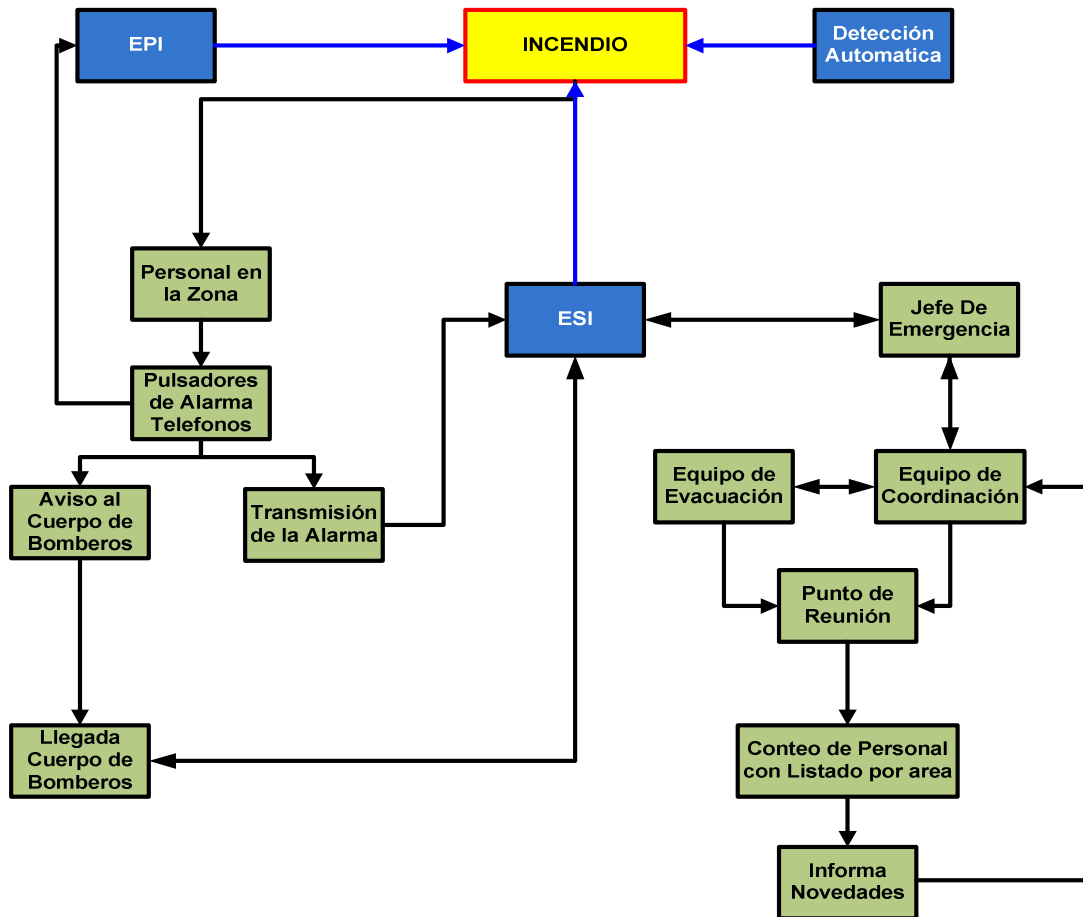 EPI
INCENDIO
Detección
Automatica
Personal en
la Zona
ESI
Jefe De
Emergencia
Pulsadores
de Alarma
Telefonos
Equipo de
Evacuación
Equipo de
Coordinación
Aviso al
Cuerpo de
Bomberos
Transmisión
de la Alarma
Punto de
Reunión
Llegada
Cuerpo de
Bomberos
Conteo de Personal
con Listado por area
Informa
Novedades